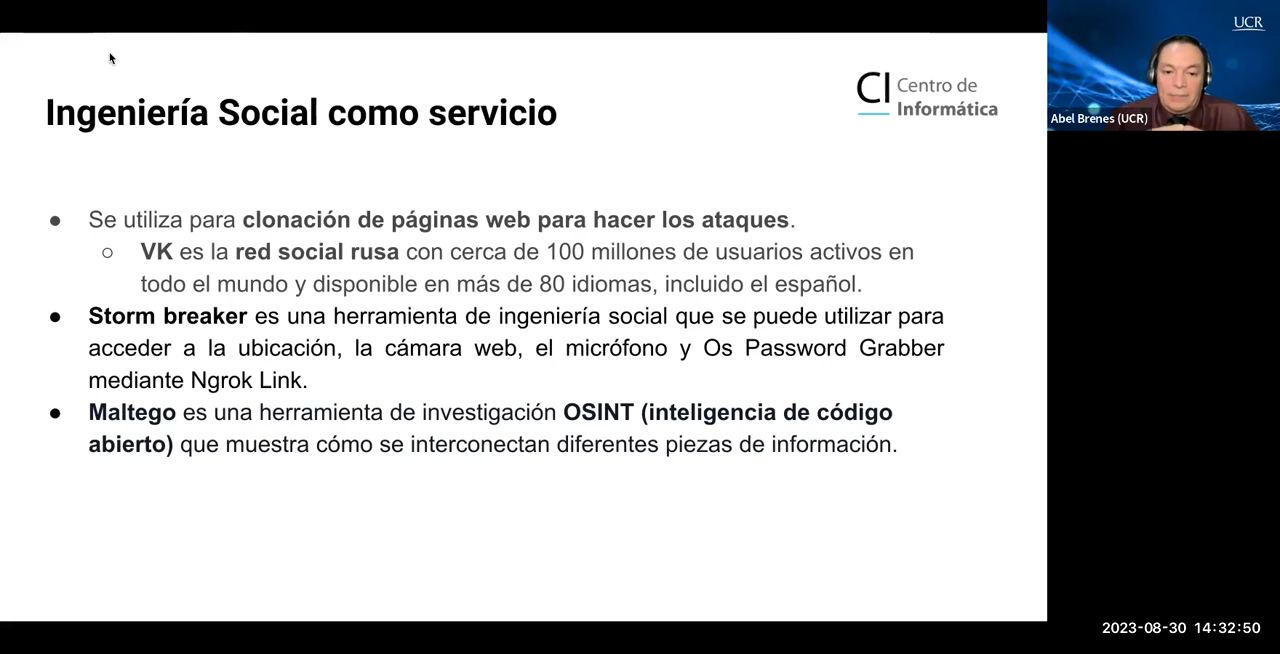 Ingeniería Social como servicio
CI Centro de
Informática
● Se utiliza para clonación de páginas web para hacer los ataques.
○ VK es la red social rusa con cerca de 100 millones de usuarios activos en
todo el mundo y disponible en más de 80 idiomas, incluido el español.
● Storm breaker es una herramienta de ingeniería social que se puede utilizar para
acceder a la ubicación, la cámara web, el micrófono y Os Password Grabber
mediante Ngrok Link.
● Maltego es una herramienta de investigación OSINT (inteligencia de código
abierto) que muestra cómo se interconectan diferentes piezas de información.
UCR
Abel Brenes (UCR)
2023-08-30 14:32:50